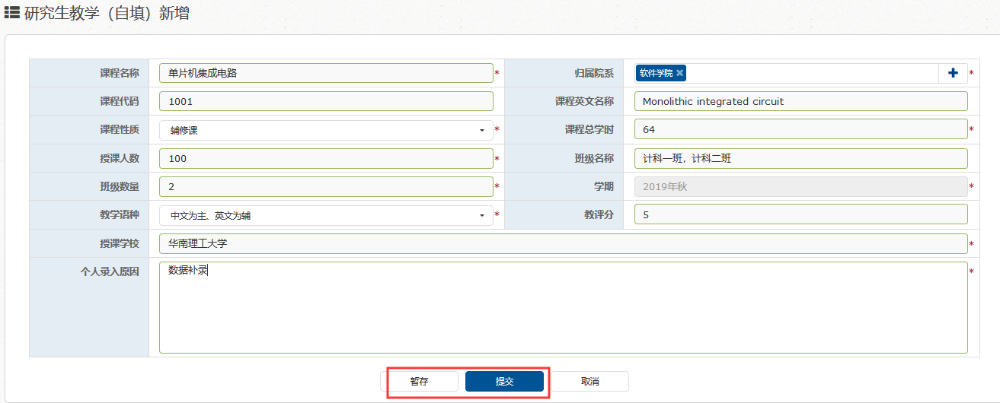 研究生教学（自填）新增
课程名称 单片机集成电路 * 归属院系 软件学院 ✖ + *
课程代码 1001 课程英文名称 Monolithic integrated circuit
课程性质 辅修课 * 课程总学时 64 *
授课人数 100 * 班级名称 计科一班，计科二班
班级数量 2 * 学期 2019年秋 *
教学语种 中文为主、英文为辅 * 教评分 5
授课学校 华南理工大学 *
个人录入原因 数据补录 *
暂存 提交 取消